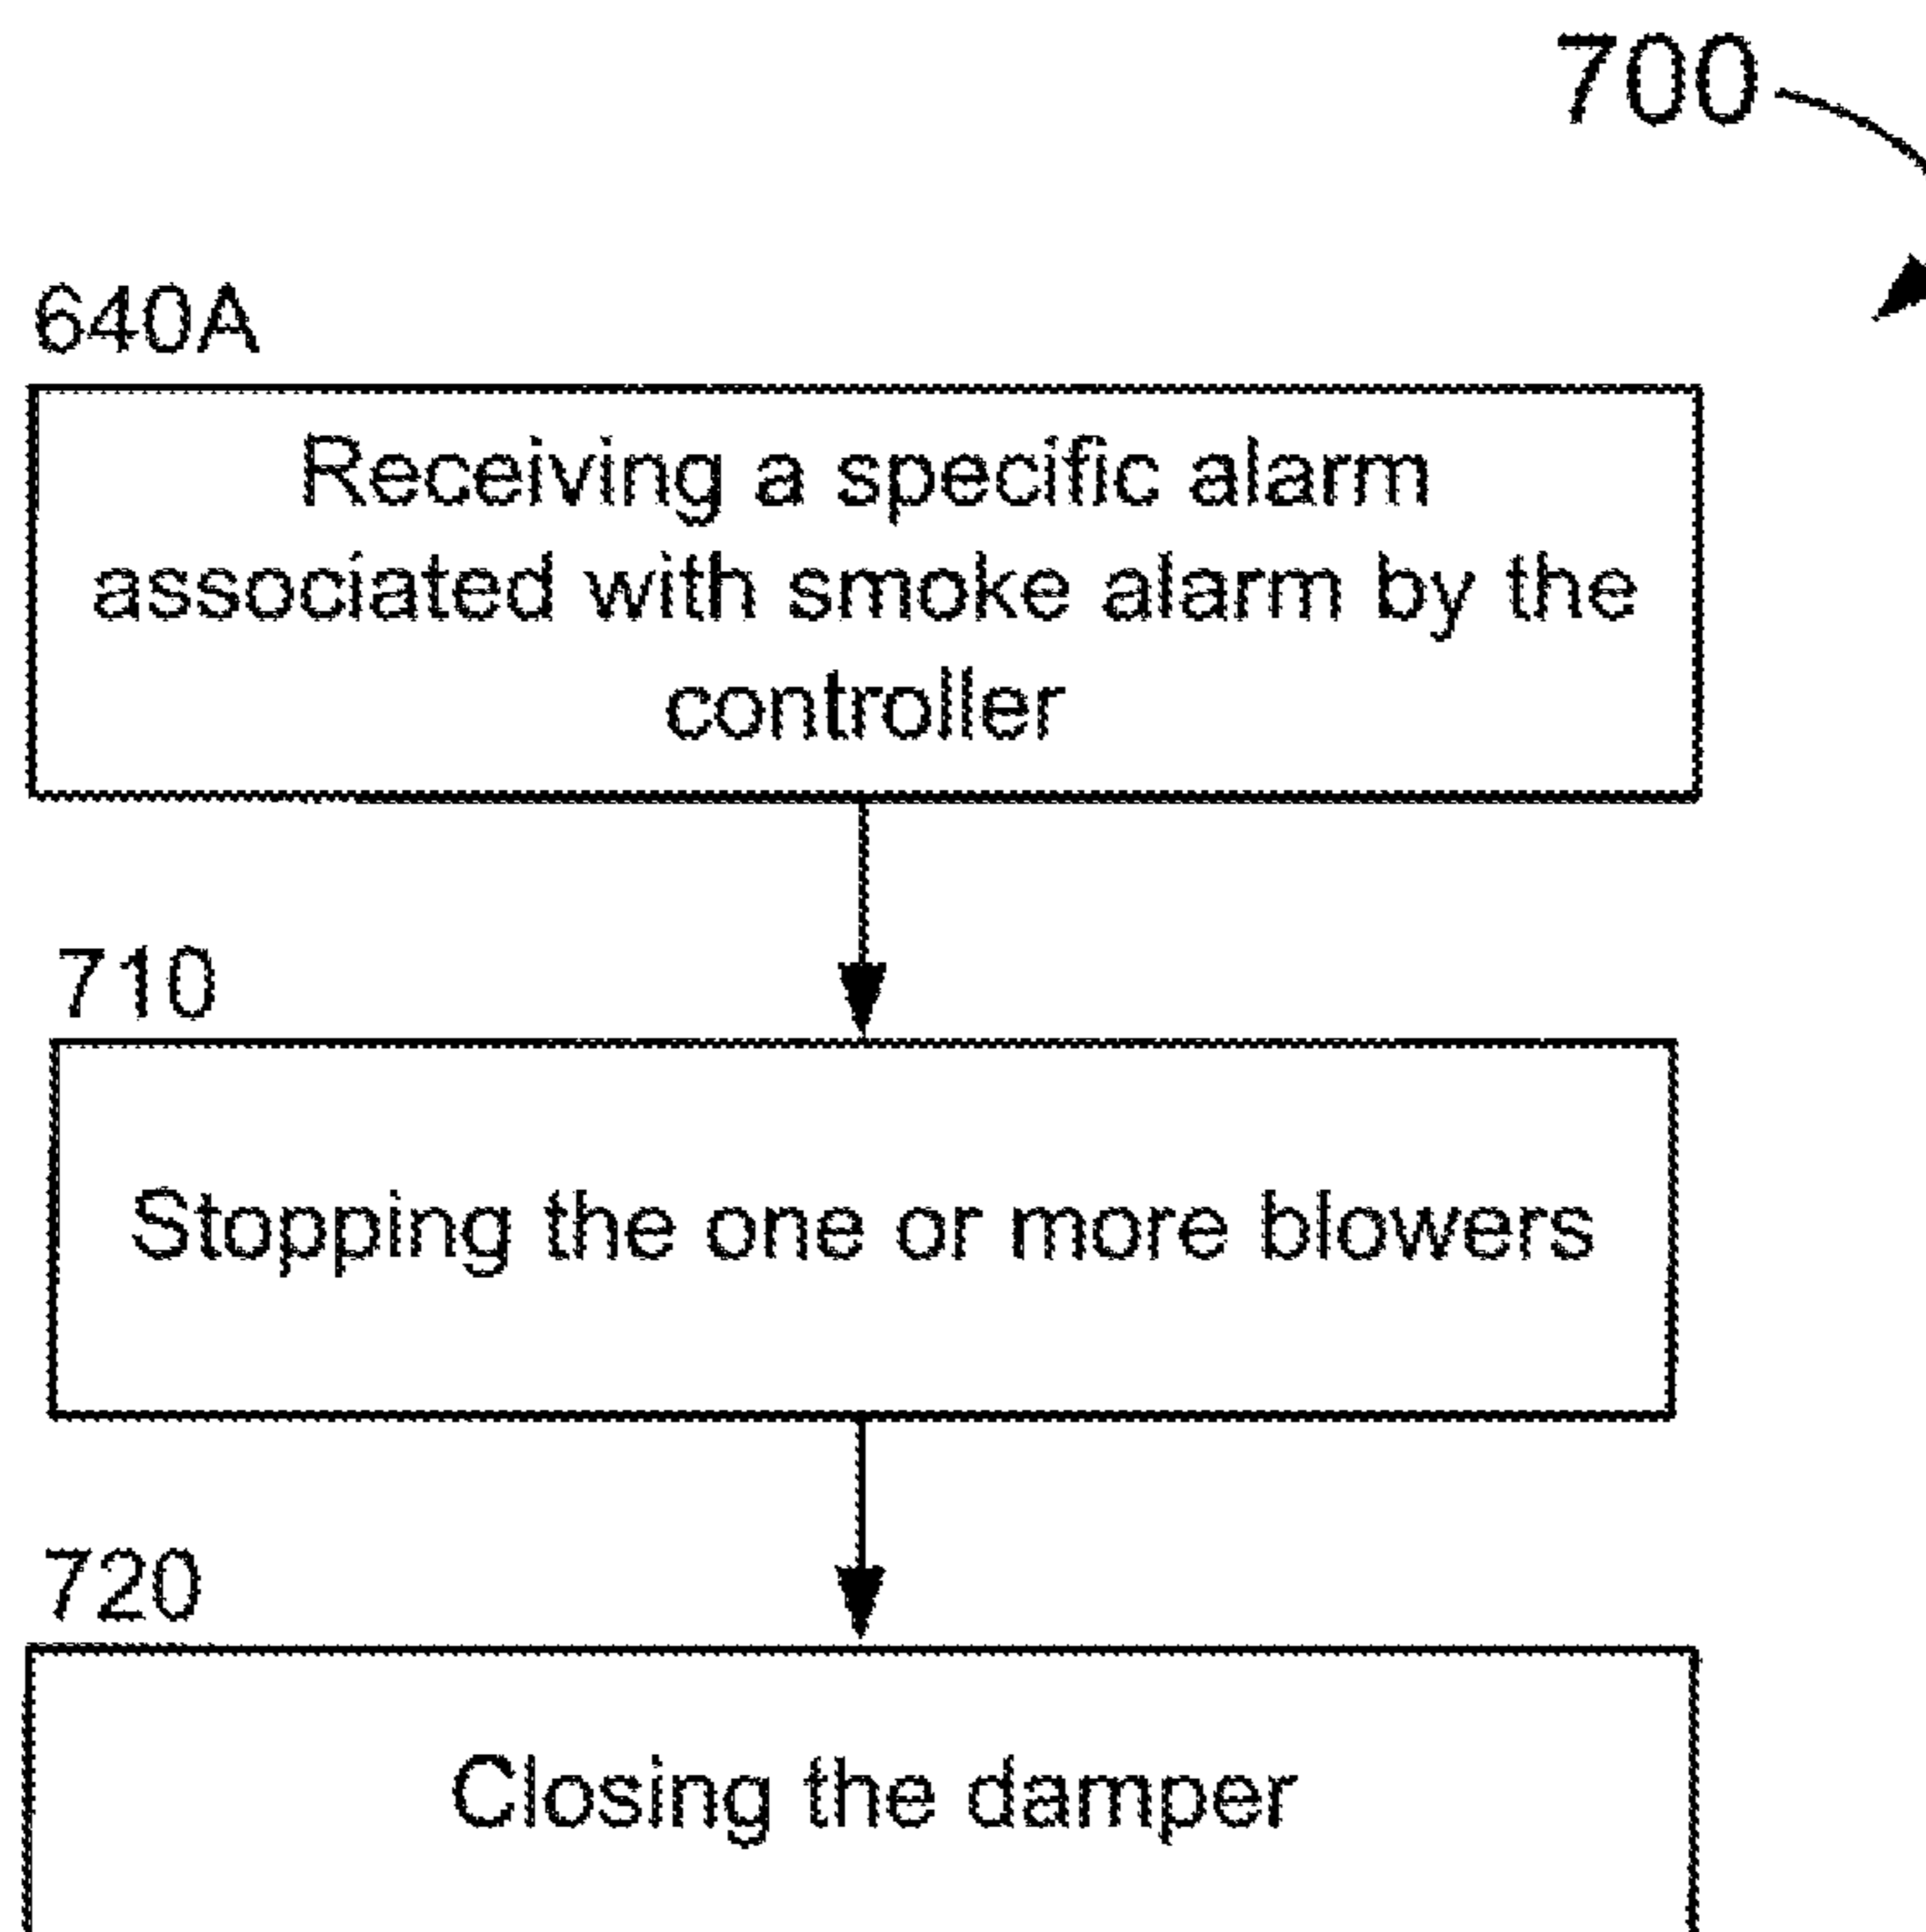 700
640A
Receiving a specific alarm
associated with smoke alarm by the
controller
710
Stopping the one or more blowers
720
Closing the damper